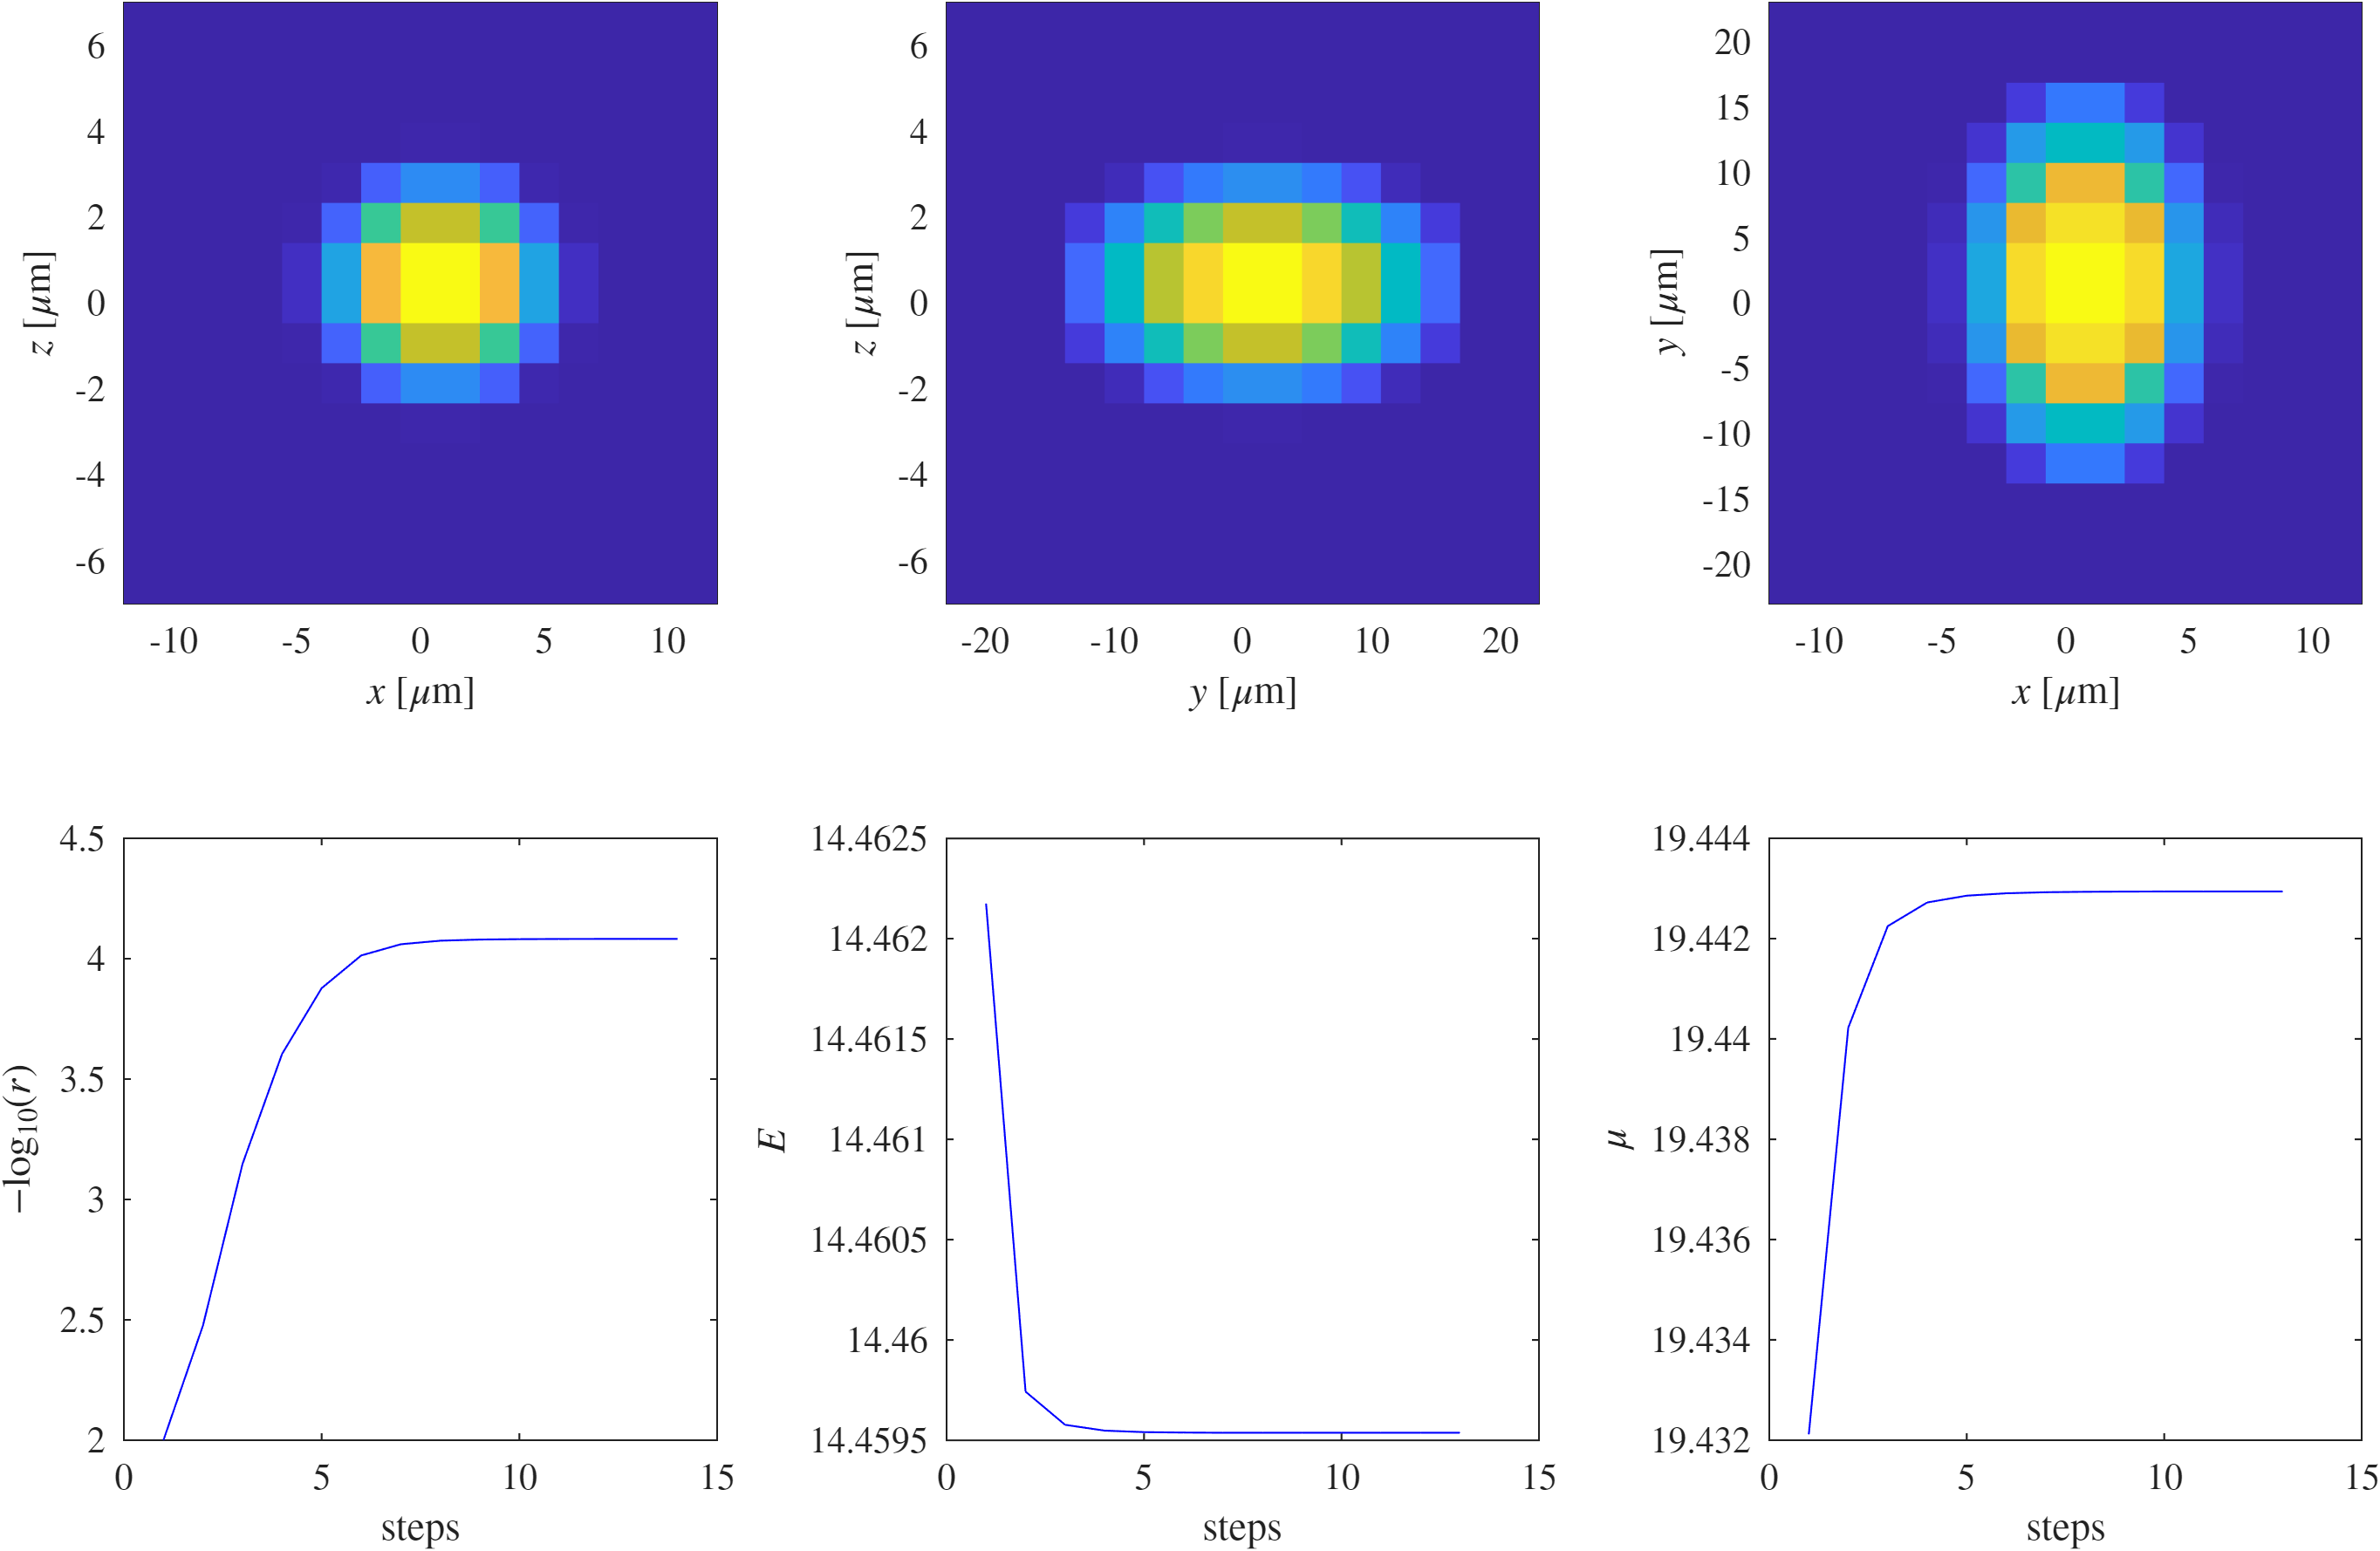 6
4
2
0
-2
-4
-6
z [μm]
-10 -5 0 5 10
x [μm]
6
4
2
0
-2
-4
-6
z [μm]
-20 -10 0 10 20
y [μm]
20
15
10
5
0
-5
-10
-15
-20
y [μm]
-10 -5 0 5 10
x [μm]
4.5
4
3.5
3
2.5
2
−log10(r)
0 5 10 15
steps
14.4625
14.462
14.4615
14.461
14.4605
14.46
14.4595
E
0 5 10 15
steps
19.444
19.442
19.44
19.438
19.436
19.434
19.432
μ
0 5 10 15
steps